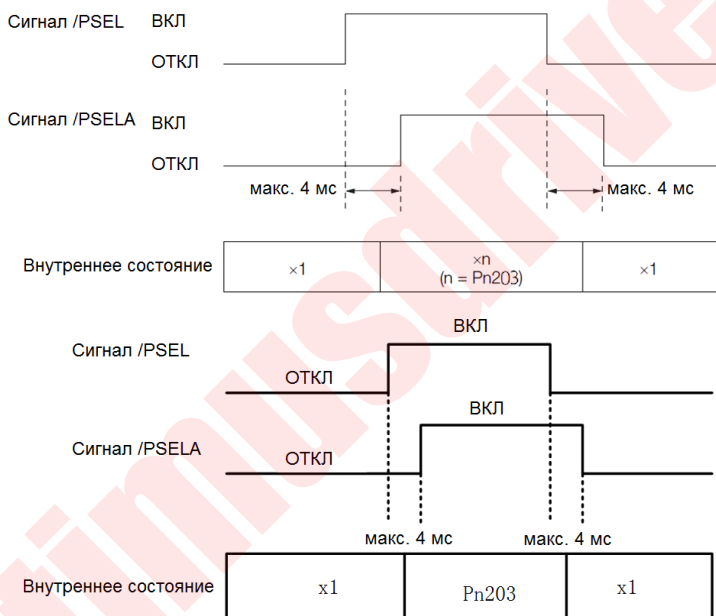 Сигнал /PSEL ВКЛ
ОТКЛ
Сигнал /PSELA ВКЛ
ОТКЛ
макс. 4 мс макс. 4 мс
Внутреннее состояние ×1 ×n ×1
(n = Pn203)
ВКЛ
Сигнал /PSEL
ОТКЛ
ВКЛ
Сигнал /PSELA
ОТКЛ
макс. 4 мс макс. 4 мс
Внутреннее состояние x1 Pn203 x1
timusdrive